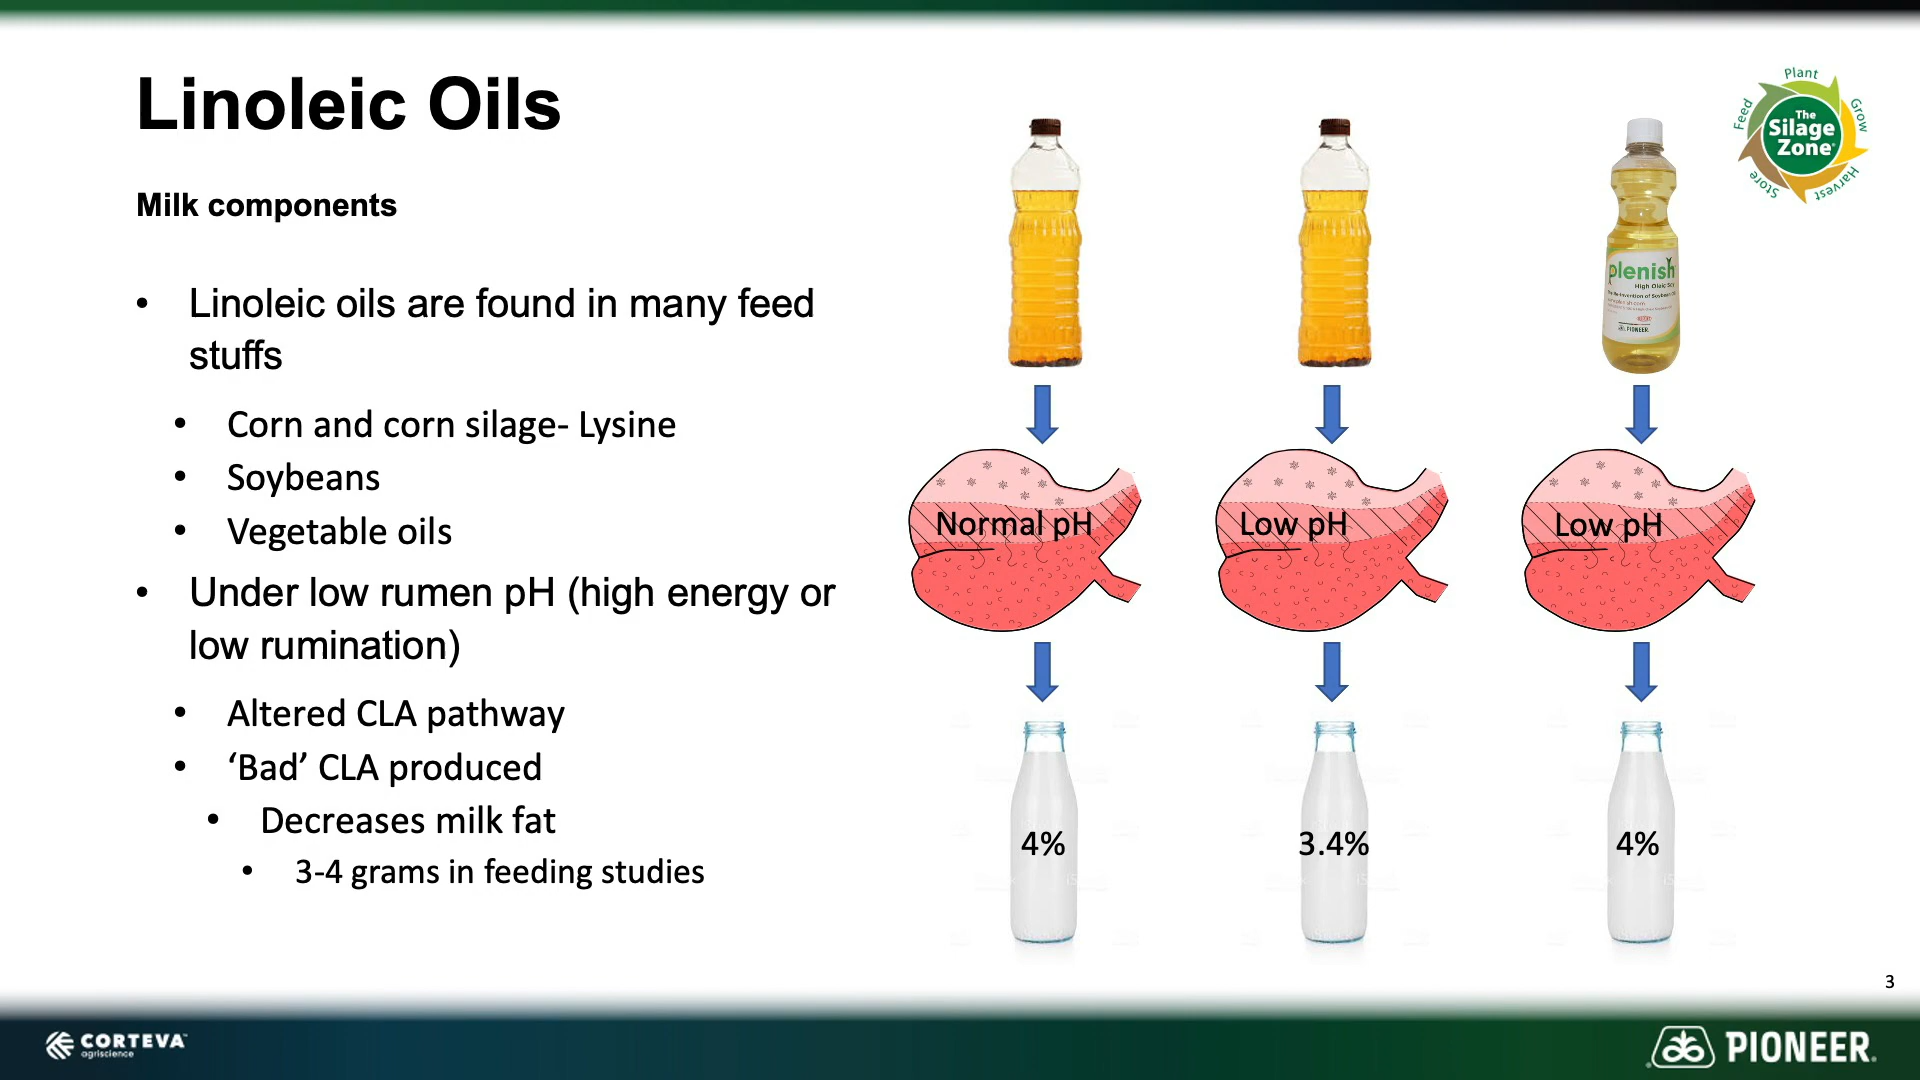 Linoleic Oils
Milk components
• Linoleic oils are found in many feed
stuffs
• Corn and corn silage- Lysine
• Soybeans
• Vegetable oils
• Under low rumen pH (high energy or
low rumination)
• Altered CLA pathway
• ‘Bad’ CLA produced
• Decreases milk fat
• 3-4 grams in feeding studies
Plant
Grow
Harvest
Store
Feed
The
Silage
Zone
plenish
High Oleic Soy
PIONEER
Normal pH
Low pH
Low pH
4%
3.4%
4%
3
CORTEVA™
agriscience
PIONEER